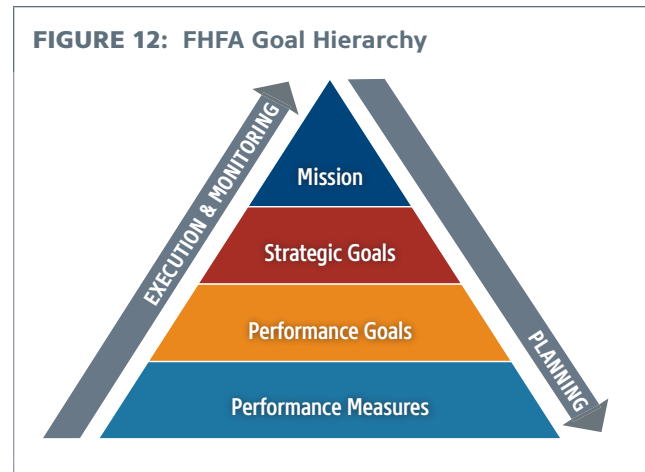 FIGURE 12: FHFA Goal Hierarchy
EXECUTION & MONITORING
Mission
Strategic Goals
Performance Goals
Performance Measures
PLANNING